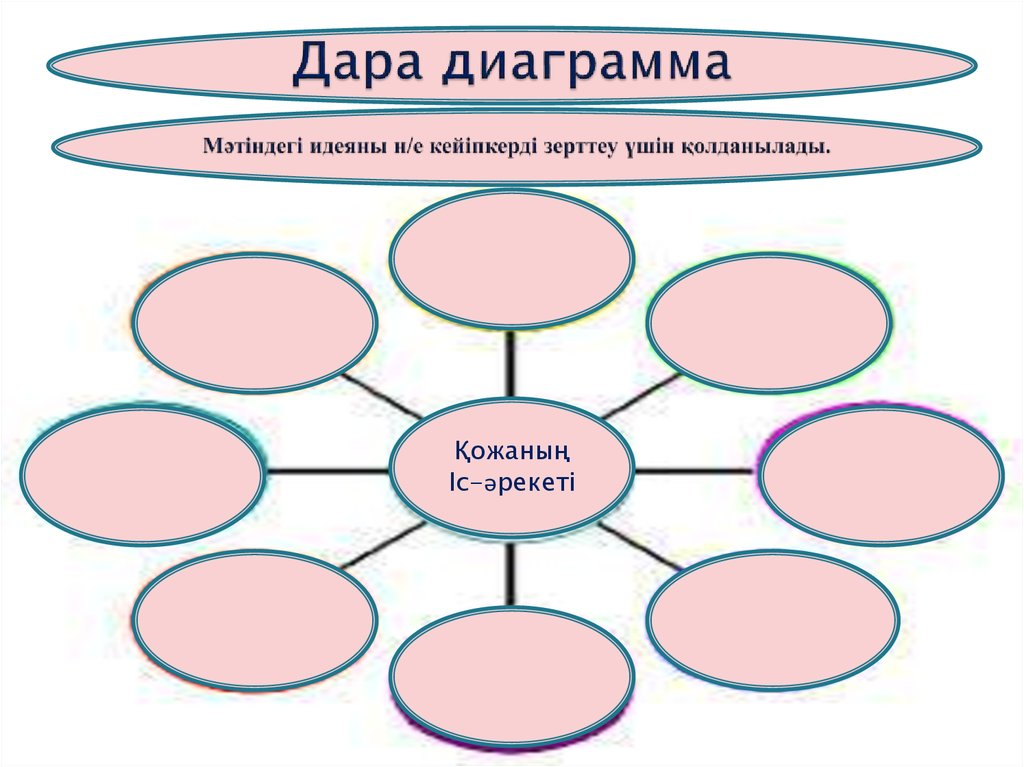 Дара диаграмма
Мәтіндегі идеяны н/е кейіпкерді зерттеу үшін қолданылады.
Қожаның
Іс-әрекеті